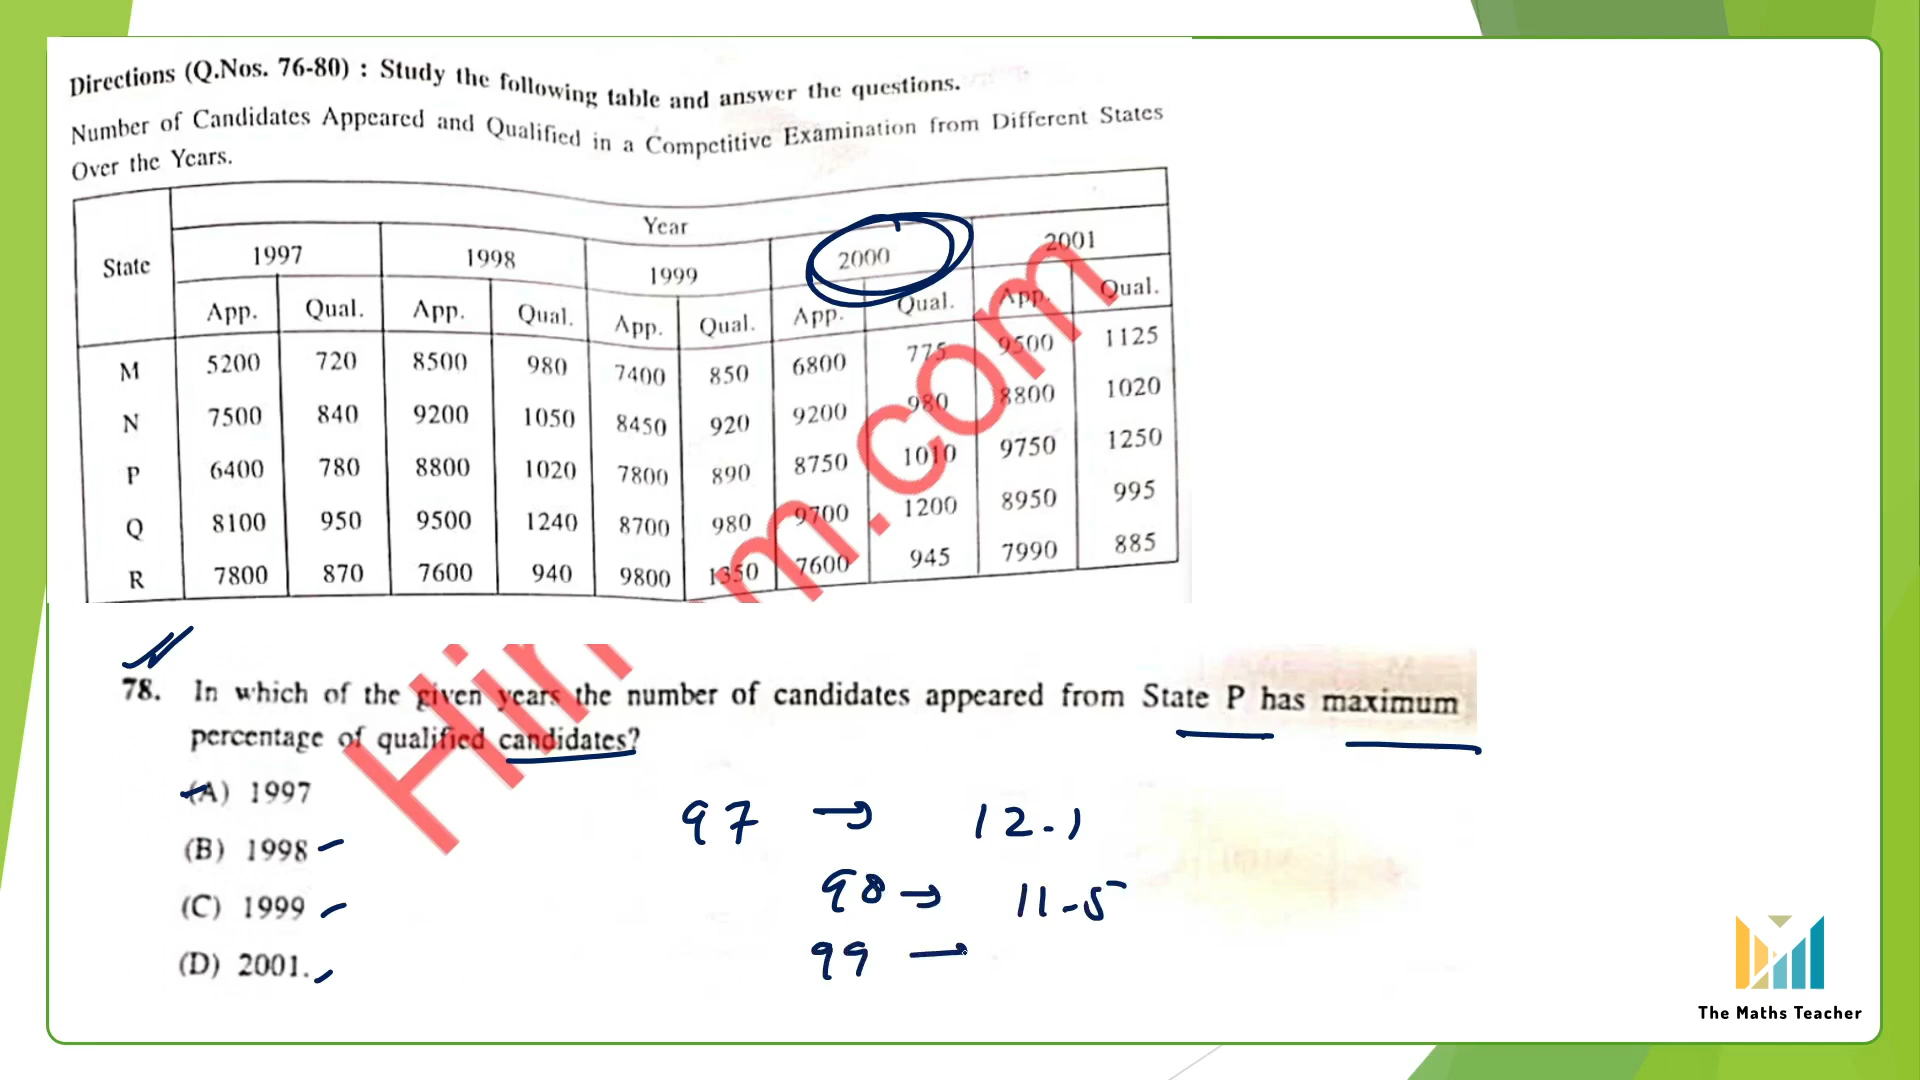 Directions (Q.Nos. 76-80) : Study the following table and answer the questions.
Number of Candidates Appeared and Qualified in a Competitive Examination from Different States
Over the Years.
State Year
1997 1998 1999 2000 2001
App. Qual. App. Qual. App. Qual. App. Qual. App. Qual.
M 5200 720 8500 980 7400 850 6800 775 9500 1125
N 7500 840 9200 1050 8450 920 9200 980 8800 1020
P 6400 780 8800 1020 7800 890 8750 1010 9750 1250
Q 8100 950 9500 1240 8700 980 9700 1200 8950 995
R 7800 870 7600 940 9800 1350 7600 945 7990 885
m.com
78. In which of the given years the number of candidates appeared from State P has maximum
percentage of qualified candidates?
Him
(A) 1997
(B) 1998
(C) 1999
(D) 2001.
97 → 12.1
98 → 11.5
99 —
The Maths Teacher